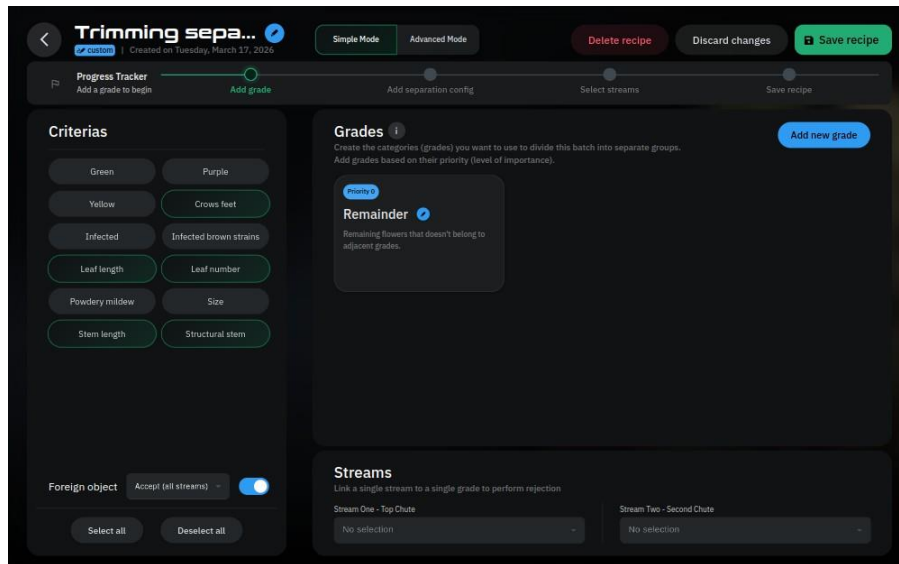 Trimming sepa...
custom | Created on Tuesday, March 17, 2026
Simple Mode
Advanced Mode
Delete recipe
Discard changes
Save recipe
Progress Tracker
Add a grade to begin
Add grade
Add separation config
Select streams
Save recipe
Criterias
Green
Purple
Yellow
Crows feet
Infected
Infected brown strains
Leaf length
Leaf number
Powdery mildew
Size
Stem length
Structural stem
Foreign object
Accept (all streams)
Select all
Deselect all
Grades i
Create the categories (grades) you want to use to divide this batch into separate groups.
Add grades based on their priority (level of importance).
Add new grade
Priority 0
Remainder
Remaining flowers that doesn't belong to
adjacent grades.
Streams
Link a single stream to a single grade to perform rejection
Stream One - Top Chute
No selection
Stream Two - Second Chute
No selection